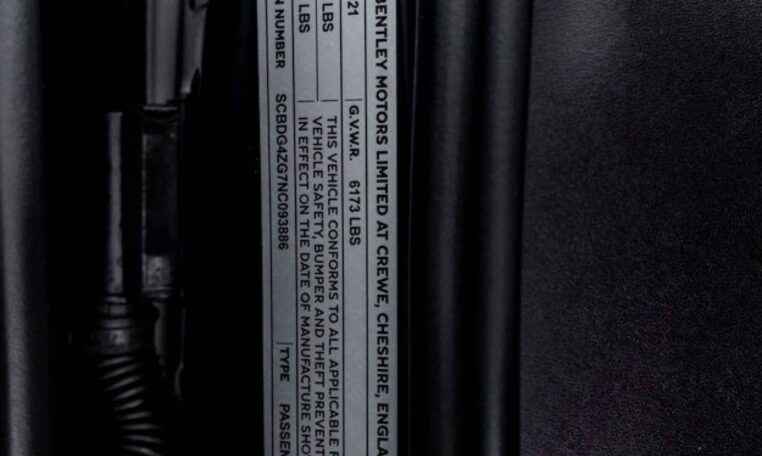 BENTLEY MOTORS LIMITED AT CREWE, CHESHIRE, ENGLA
21 G.V.W.R. 6173 LBS
LBS THIS VEHICLE CONFORMS TO ALL APPLICABLE F
LBS VEHICLE SAFETY, BUMPER AND THEFT PREVENT
IN EFFECT ON THE DATE OF MANUFACTURE SHO
N NUMBER SCBDG4ZG7NC093886 TYPE PASSEN